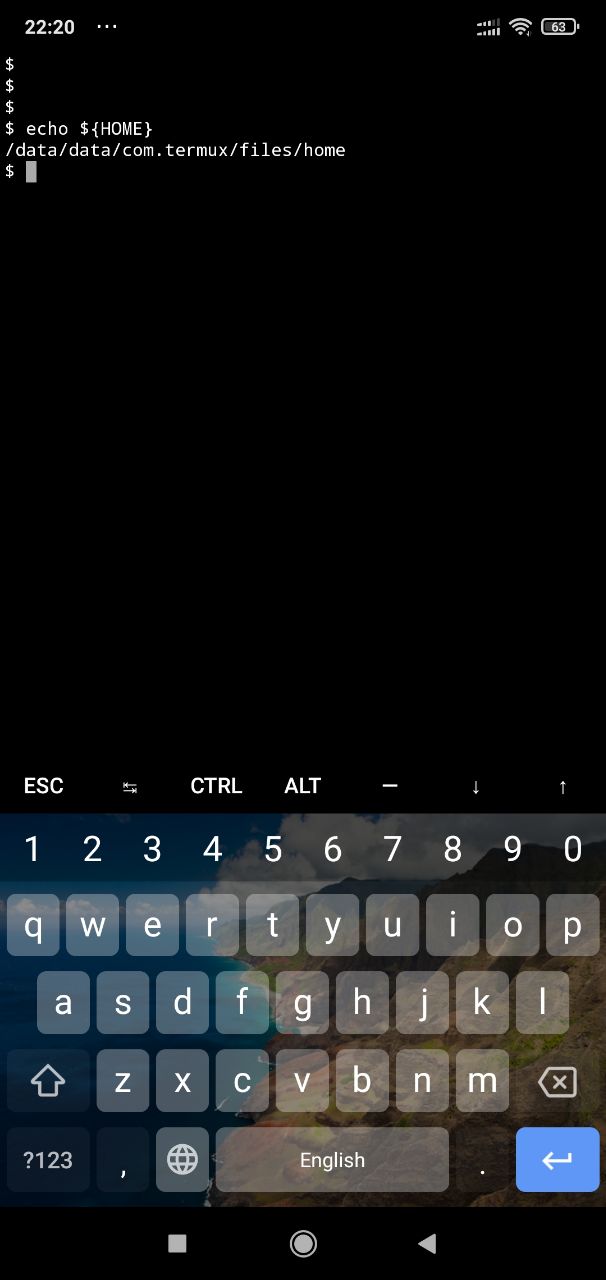 22:20 ...
63
$
$
$
$ echo ${HOME}
/data/data/com.termux/files/home
$
ESC ↹ CTRL ALT — ↓ ↑
1 2 3 4 5 6 7 8 9 0
q w e r t y u i o p
a s d f g h j k l
z x c v b n m
?123 , English .